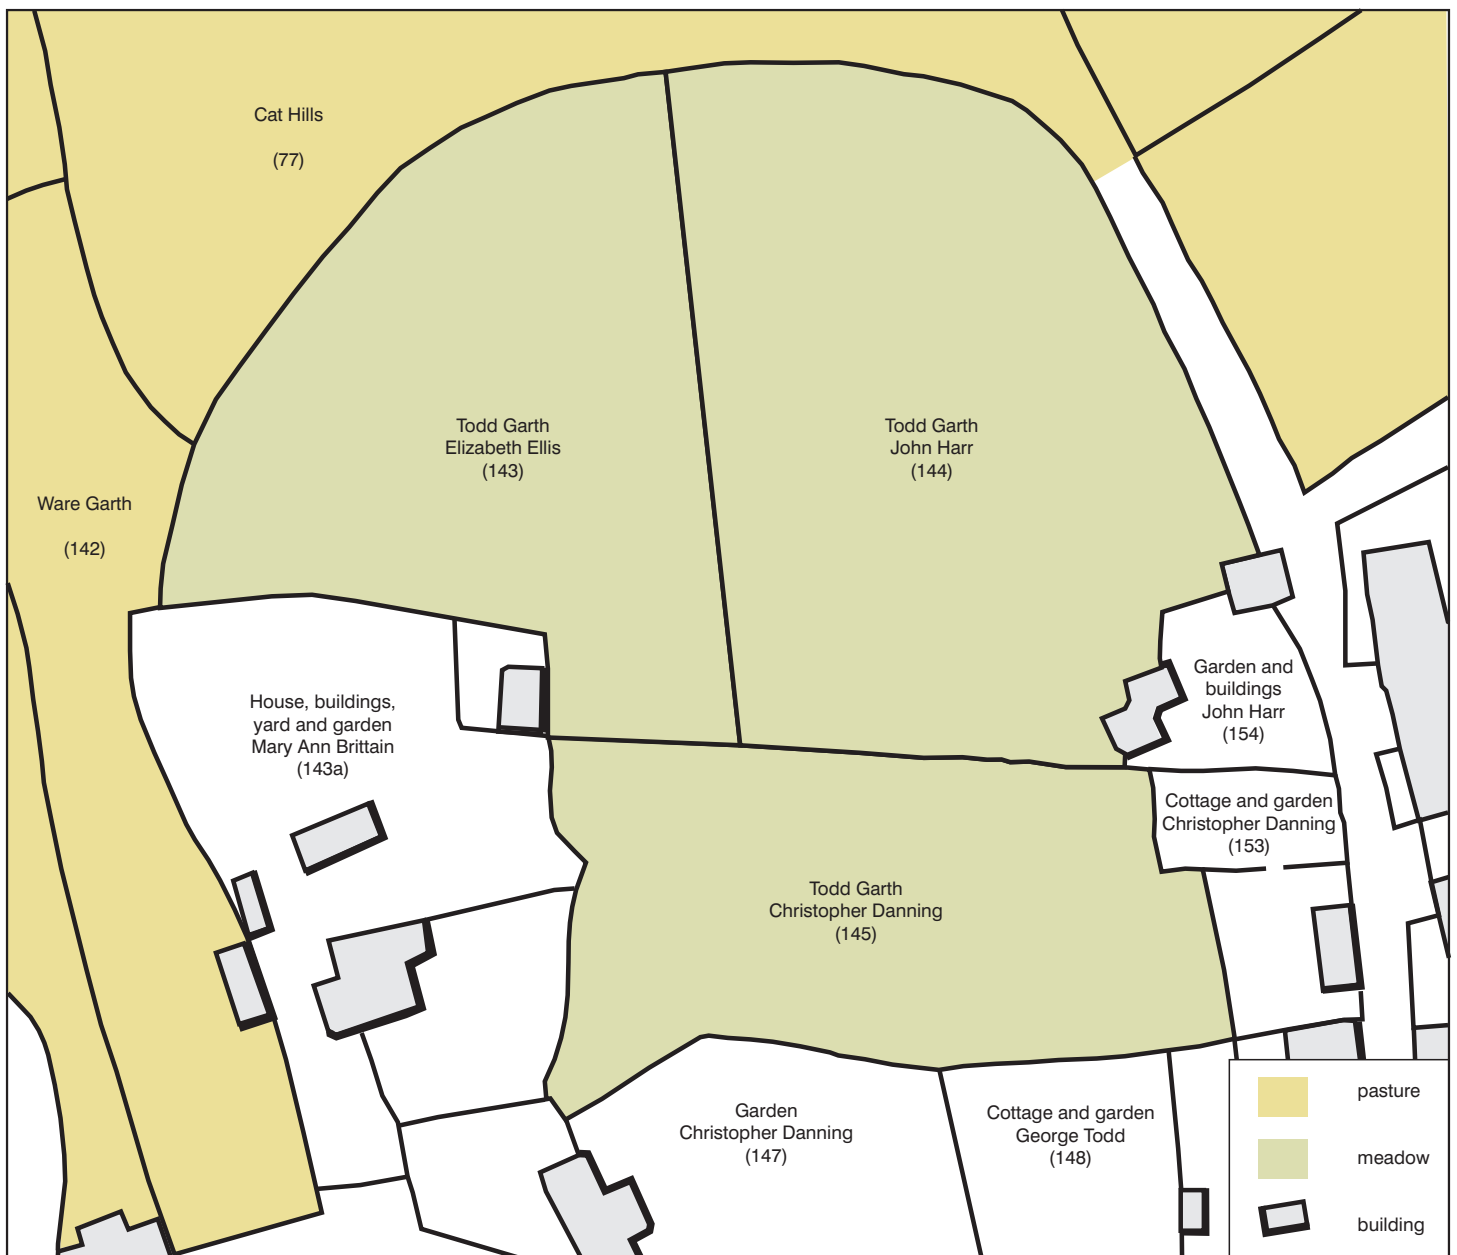 Cat Hills
(77)
Todd Garth
Elizabeth Ellis
(143)
Todd Garth
John Harr
(144)
Ware Garth
(142)
House, buildings,
yard and garden
Mary Ann Brittain
(143a)
Garden and
buildings
John Harr
(154)
Cottage and garden
Christopher Danning
(153)
Todd Garth
Christopher Danning
(145)
Garden
Christopher Danning
(147)
Cottage and garden
George Todd
(148)
pasture
meadow
building